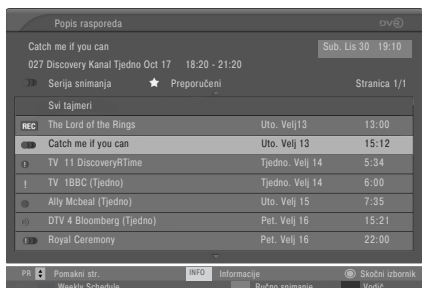 Popis rasporeda DVB
Catch me if you can Sub. Lis 30 19:10
027 Discovery Kanal Tjedno Oct 17 18:20 - 21:20
Serija snimanja Preporučeni Stranica 1/1
Svi tajmeri
REC The Lord of the Rings Uto. Velj13 13:00
Catch me if you can Uto. Velj 13 15:12
TV 11 DiscoveryRTime Tjedno. Velj 14 5:34
! TV 1BBC (Tjedno) Tjedno. Velj 14 6:00
Ally Mcbeal (Tjedno) Uto. Velj 15 7:35
DTV 4 Bloomberg (Tjedno) Pet. Velj 16 15:21
Royal Ceremony Pet. Velj 16 22:00
PR Pomakni str. INFO Informacije Skočni izbornik
Weekly Schedule Ručno snimanje Vodič